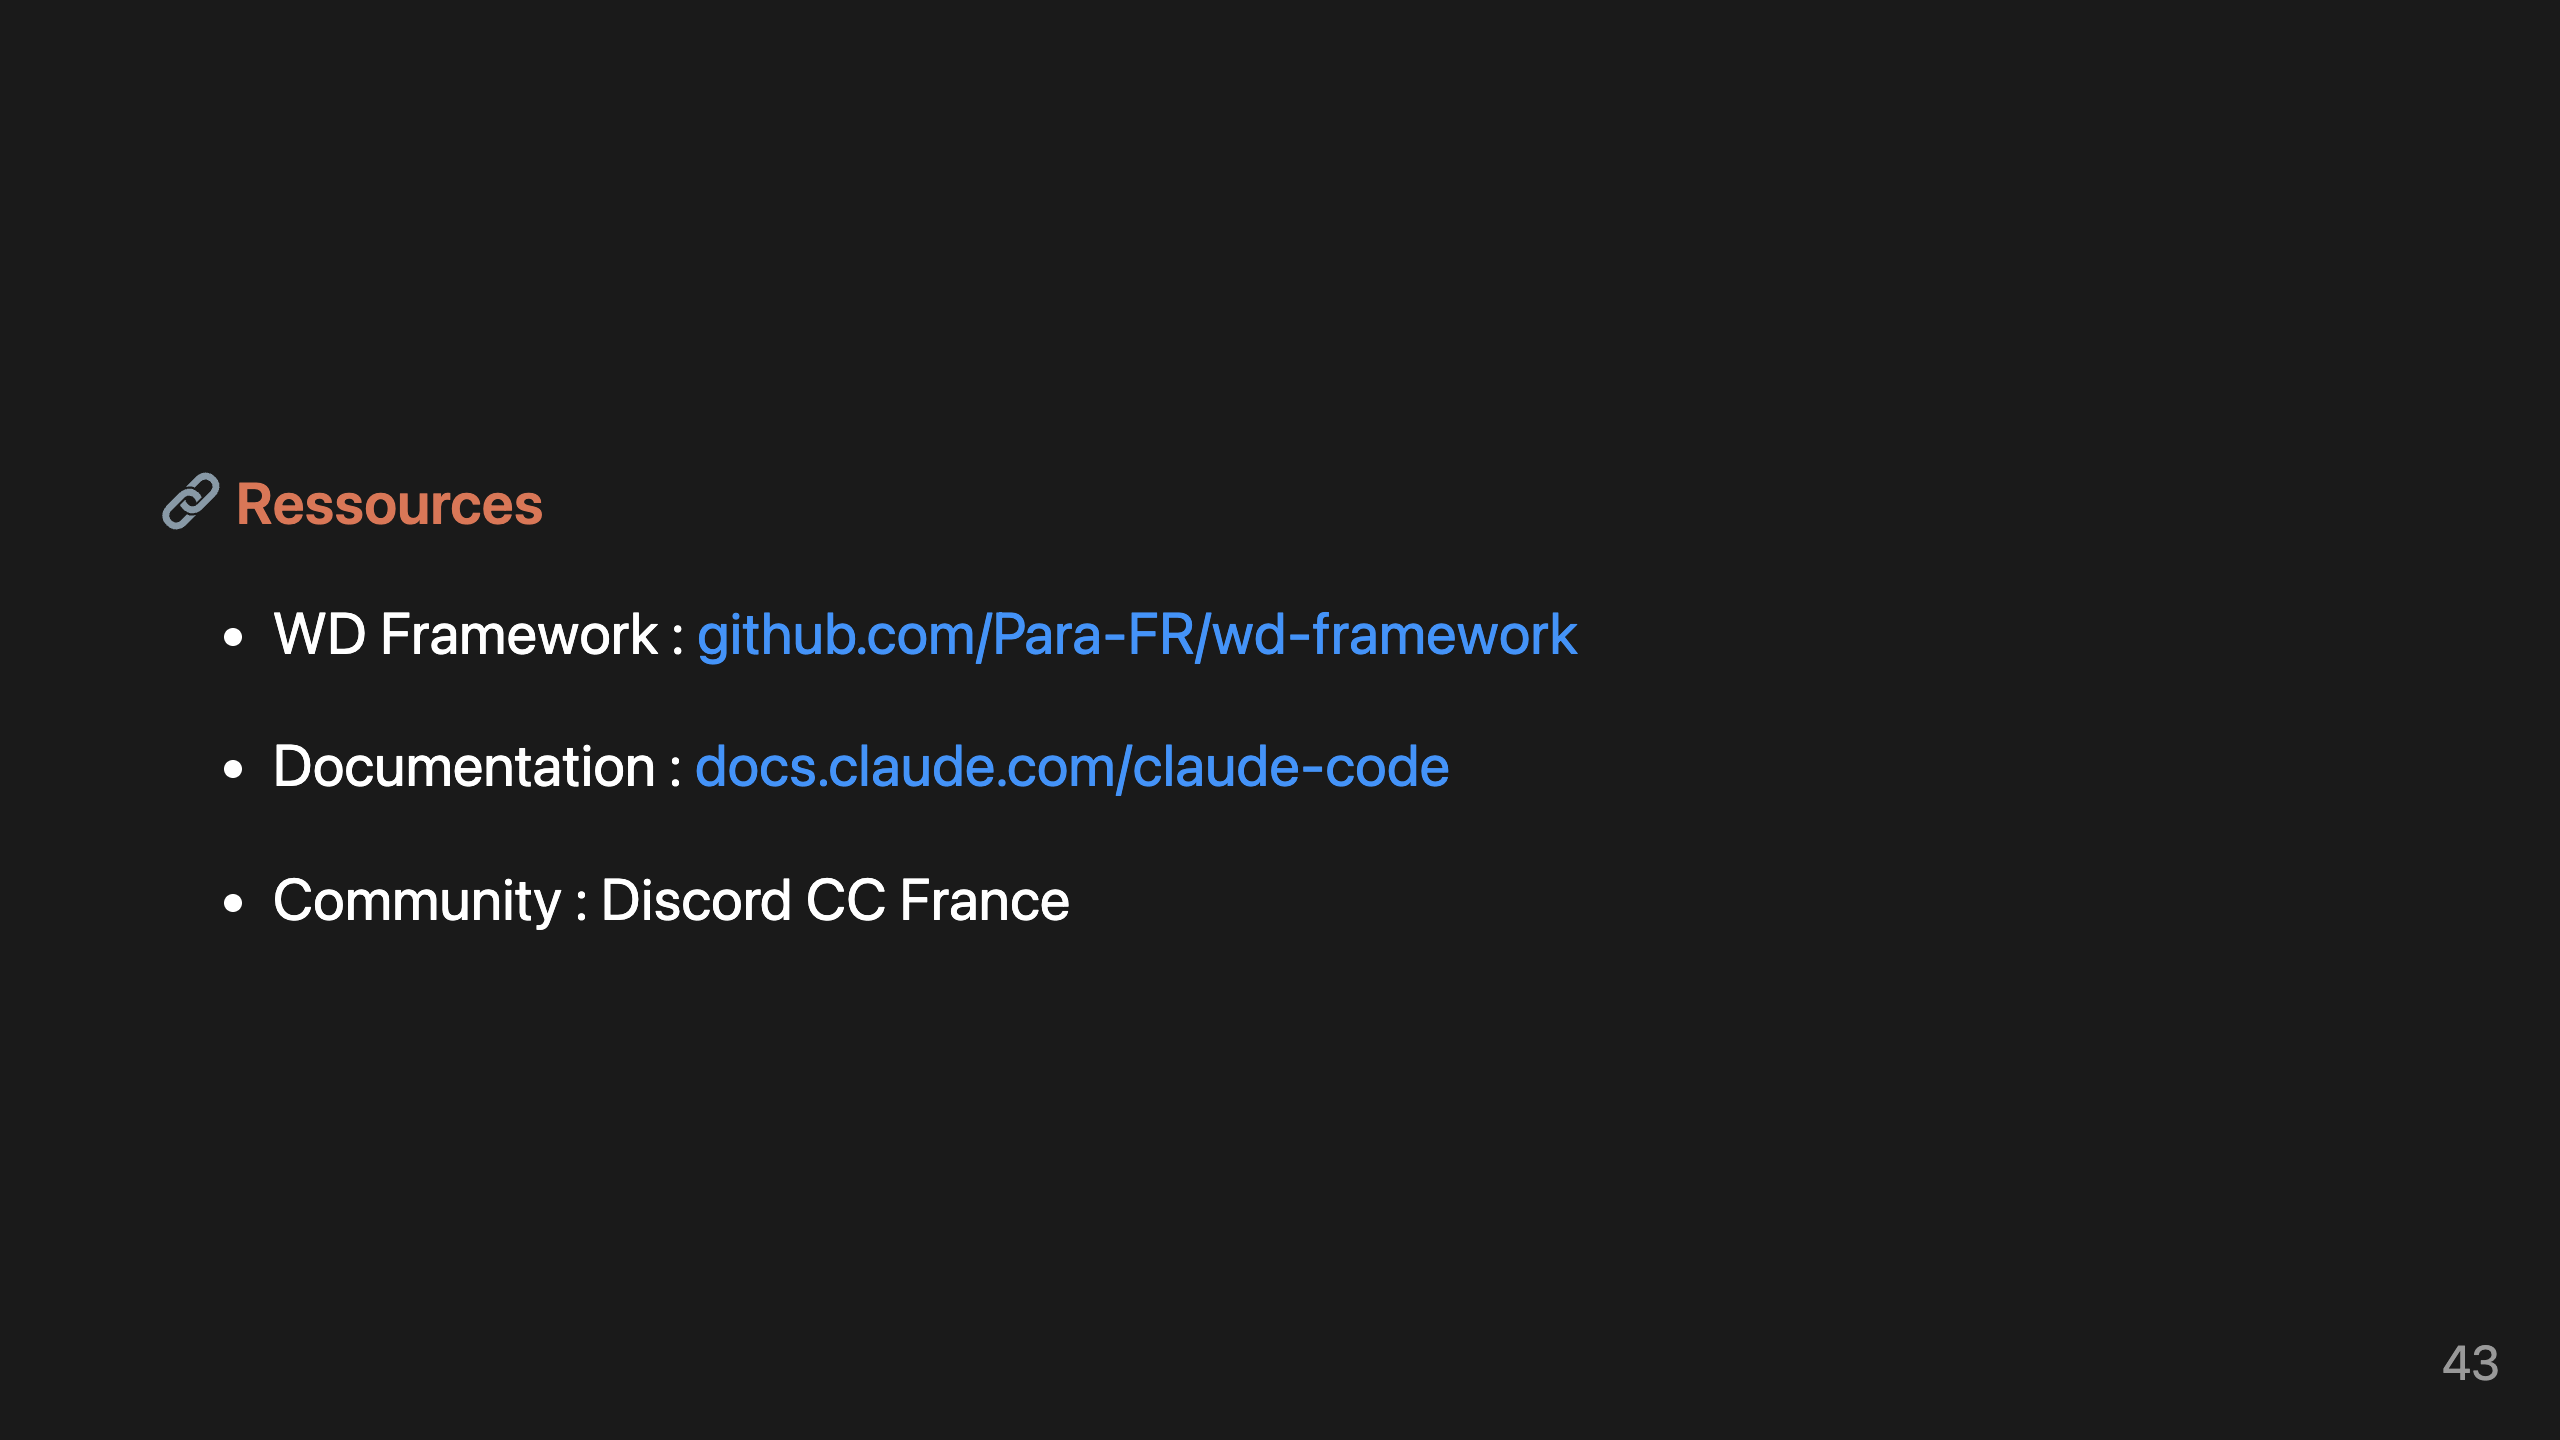 🔗 Ressources
• WD Framework : github.com/Para-FR/wd-framework
• Documentation : docs.claude.com/claude-code
• Community : Discord CC France
43